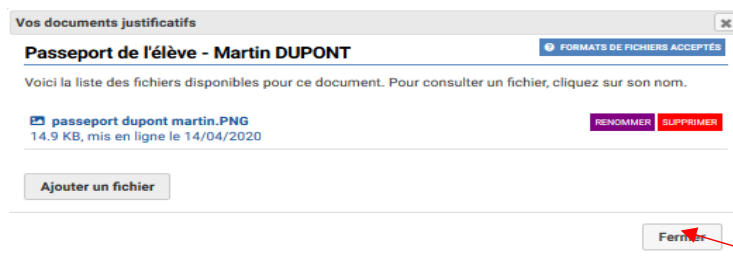 Vos documents justificatifs
Passeport de l'élève - Martin DUPONT
FORMATS DE FICHIERS ACCEPTÉS
Voici la liste des fichiers disponibles pour ce document. Pour consulter un fichier, cliquez sur son nom.
passeport dupont martin.PNG
RENOMMER SUPPRIMER
14.9 KB, mis en ligne le 14/04/2020
Ajouter un fichier
Fermer